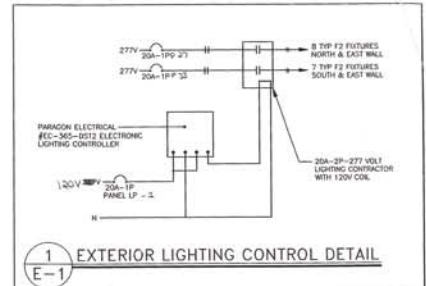 277V
20A-1P
8 TYP F2 FIXTURES
NORTH & EAST WALL
277V
20A-1P
7 TYP F2 FIXTURES
SOUTH & EAST WALL
PARAGON ELECTRICAL
#EC-365-DST2 ELECTRONIC
LIGHTING CONTROLLER
20A-2P-277 VOLT
LIGHTING CONTRACTOR
WITH 120V COIL
120V
20A-1P
PANEL LP - 2
N
1
E-1
EXTERIOR LIGHTING CONTROL DETAIL